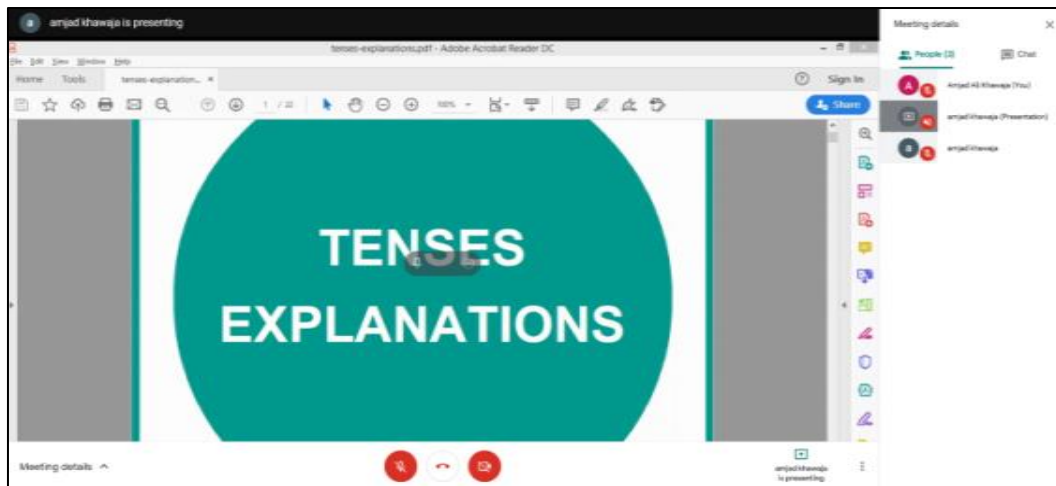 a amjad khawaja is presenting
Meeting details
tenses-explanations.pdf - Adobe Acrobat Reader DC
File Edit View Window Help
People (3)
Chat
Home Tools tenses-explanation...
Sign In
A Amjad Ali Khawaja (You)
1 / 22
Share
amjad khawaja (Presentation)
a amjad khawaja
TENSES
EXPLANATIONS
Meeting details
amjad khawaja
is presenting